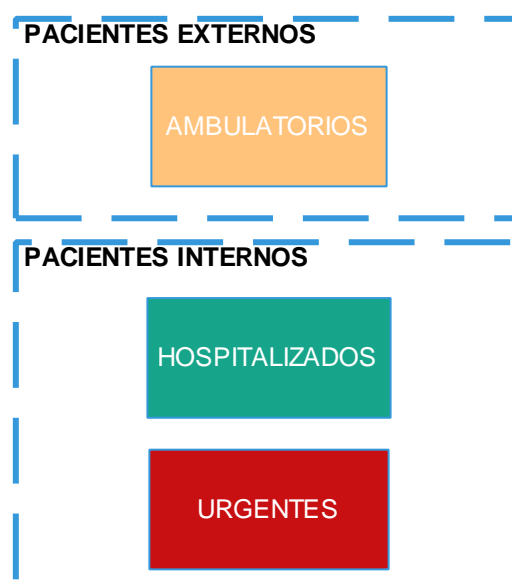 PACIENTES EXTERNOS
AMBULATORIOS
PACIENTES INTERNOS
HOSPITALIZADOS
URGENTES